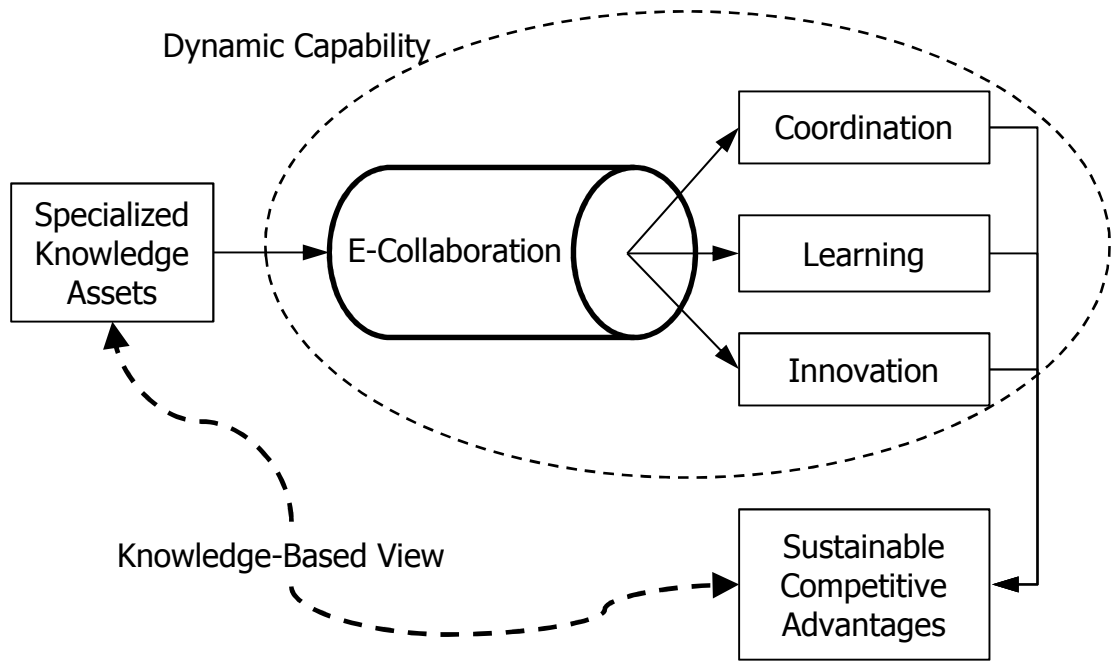 Dynamic Capability
Coordination
Specialized
Knowledge
Assets
E-Collaboration
Learning
Innovation
Knowledge-Based View
Sustainable
Competitive
Advantages